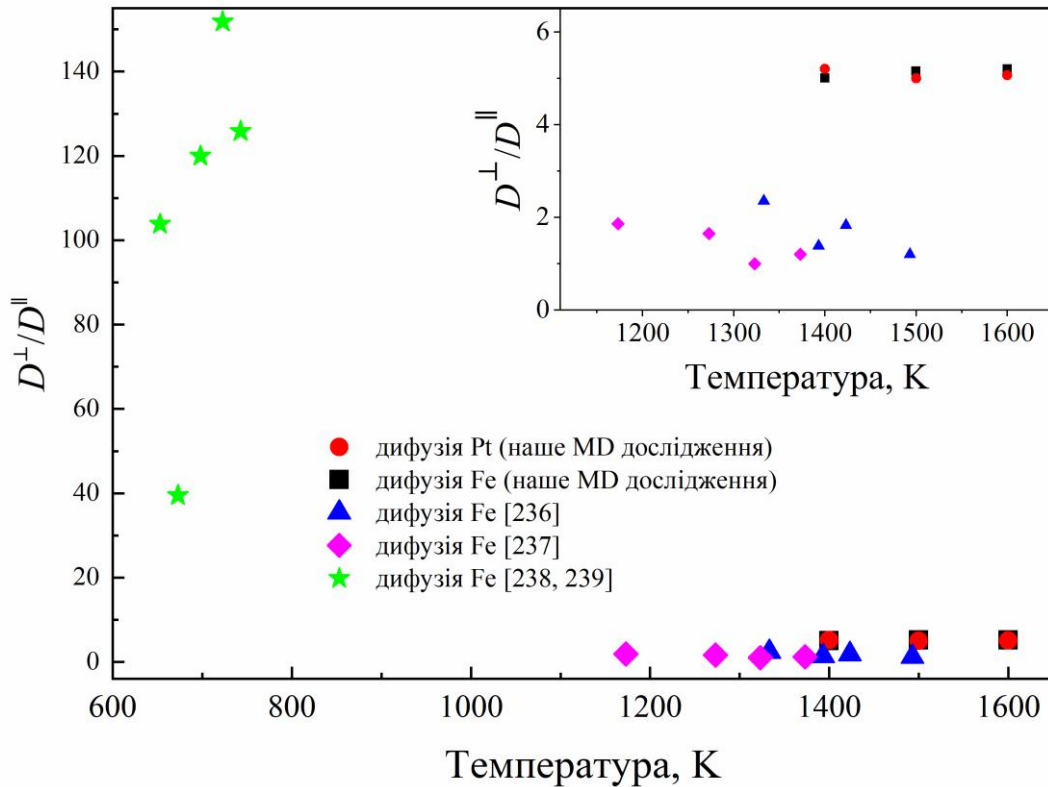 140
120
100
80
60
40
20
0
D⊥/D∥
600 800 1000 1200 1400 1600
Температура, K
6
4
2
0
D⊥/D∥
1200 1300 1400 1500 1600
Температура, K
дифузія Pt (наше MD дослідження)
дифузія Fe (наше MD дослідження)
дифузія Fe [236]
дифузія Fe [237]
дифузія Fe [238, 239]